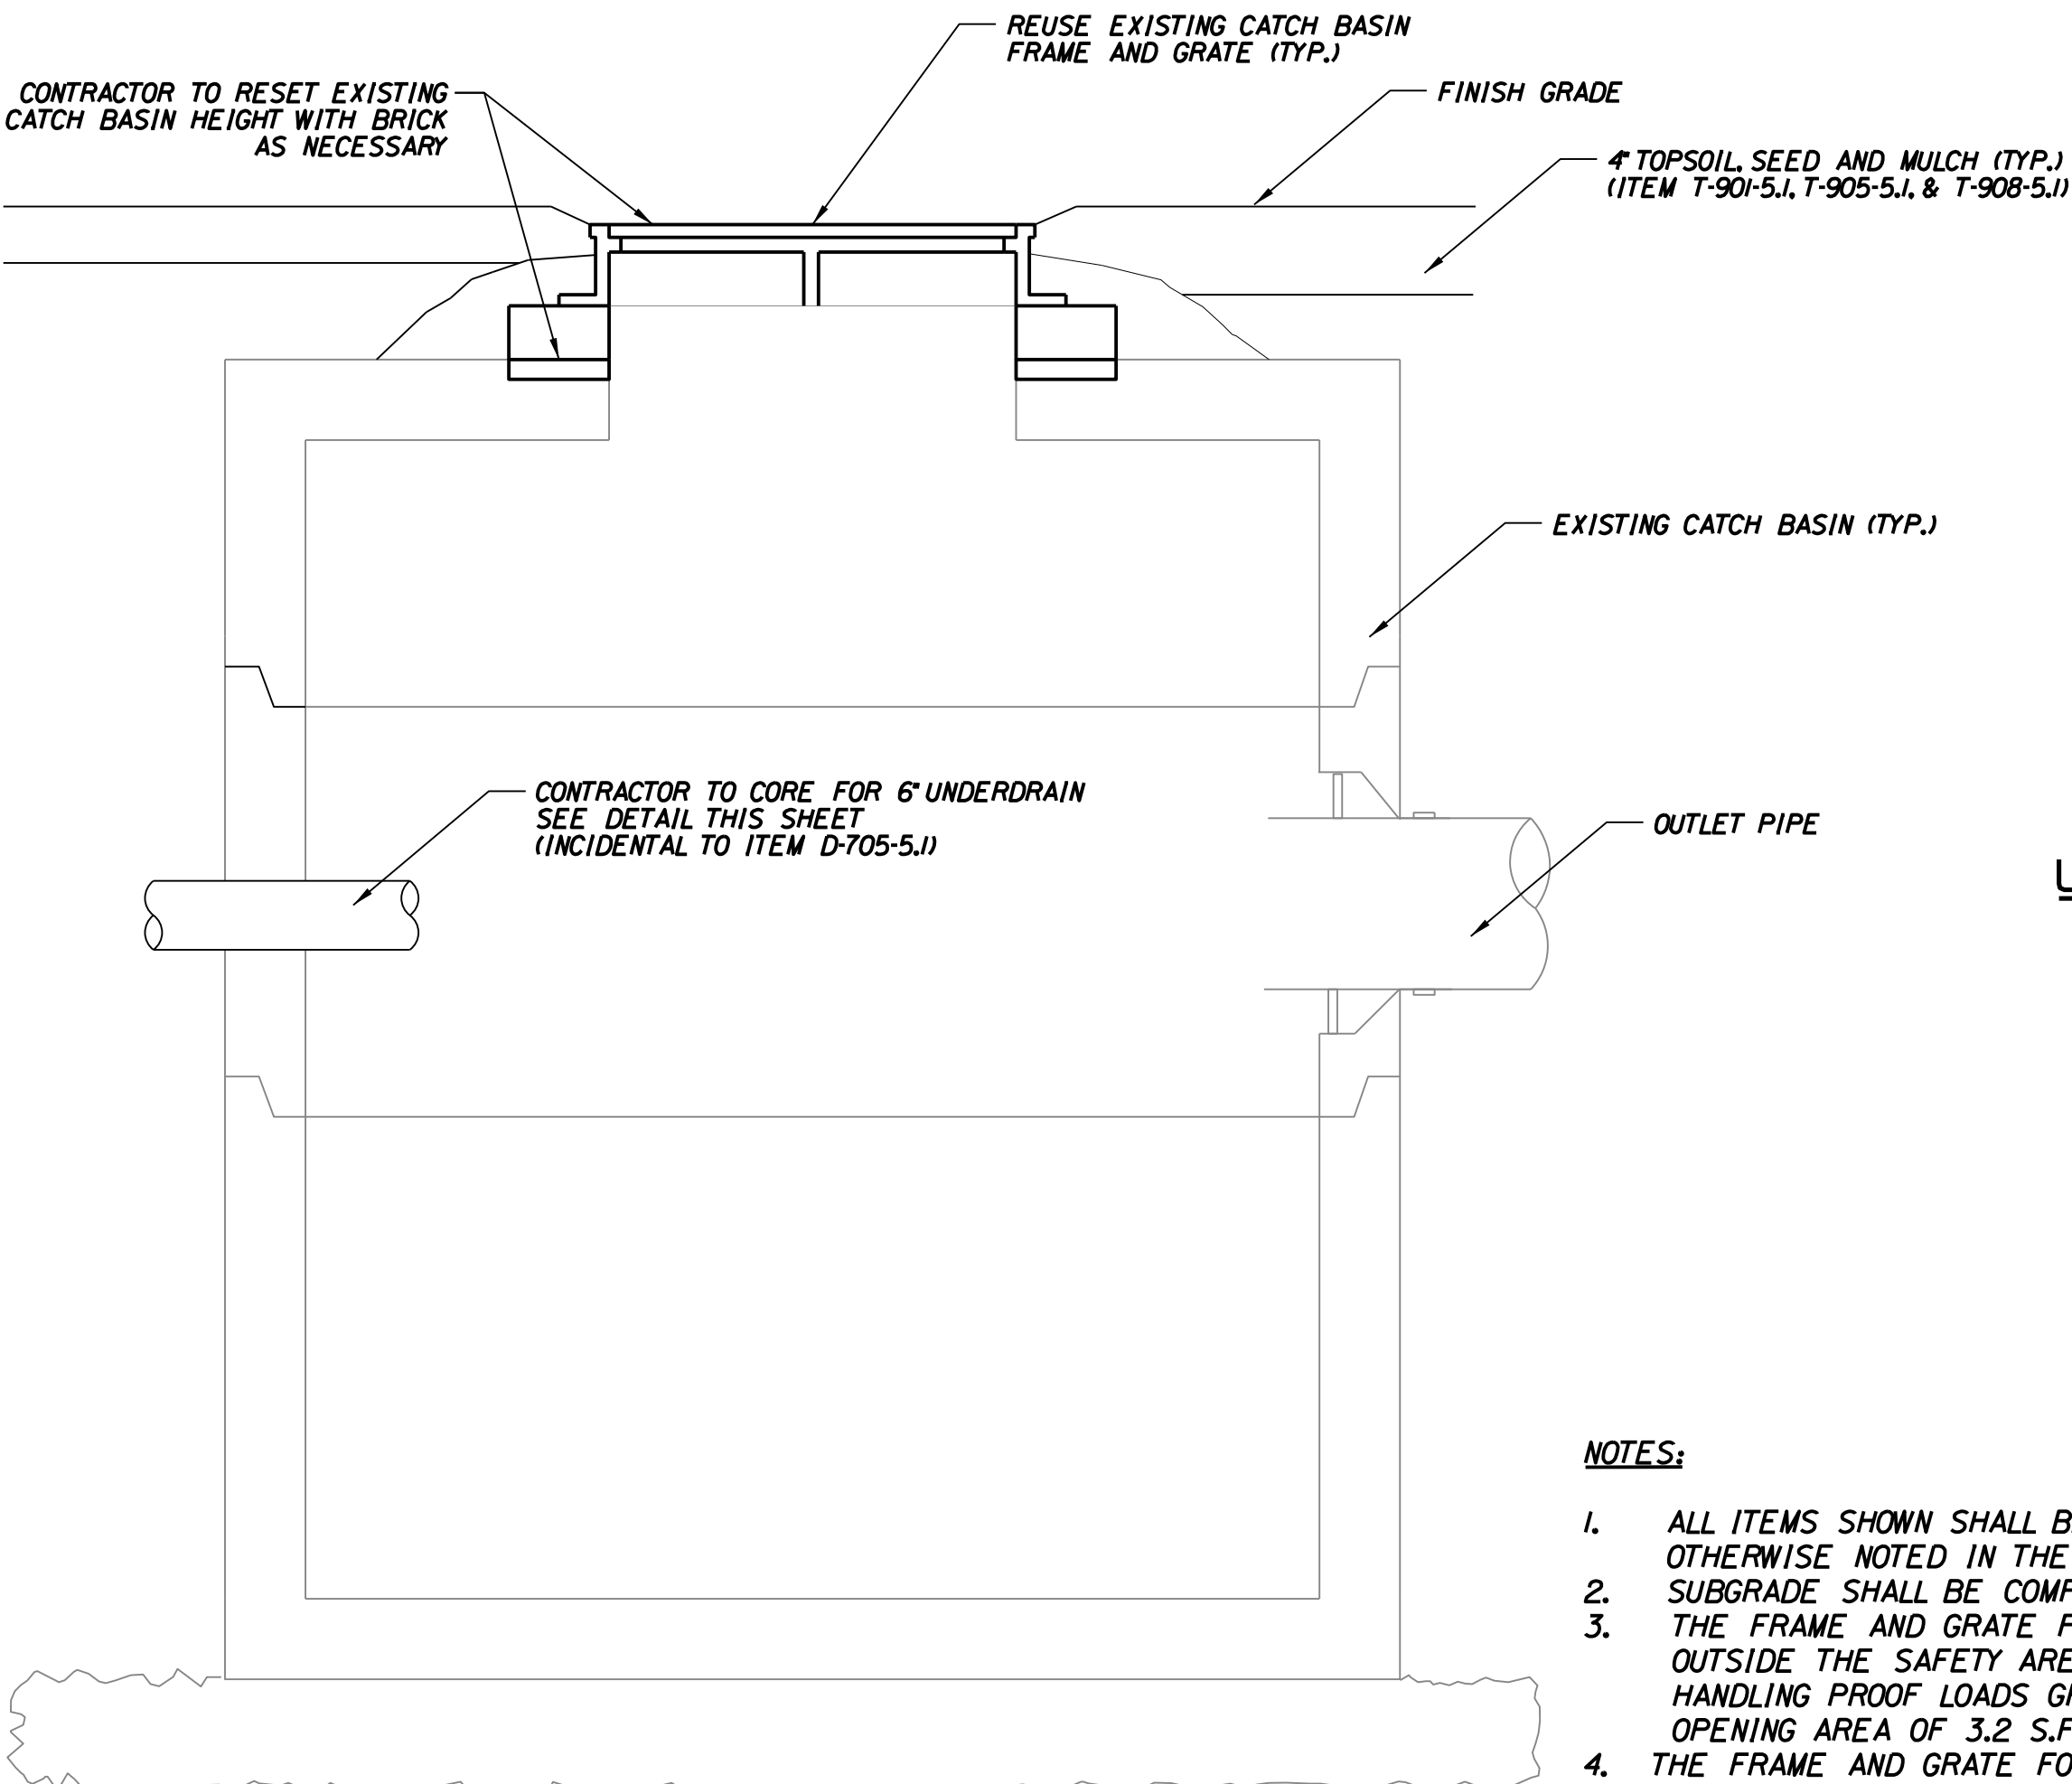 REUSE EXISTING CATCH BASIN
FRAME AND GRATE (TYP.)
CONTRACTOR TO RESET EXISTING
CATCH BASIN HEIGHT WITH BRICK
AS NECESSARY
FINISH GRADE
4" TOPSOIL, SEED AND MULCH (TYP.)
(ITEM T-901-5.1, T-905-5.1, & T-908-5.1)
EXISTING CATCH BASIN (TYP.)
CONTRACTOR TO CORE FOR 6" UNDERDRAIN
SEE DETAIL THIS SHEET
(INCIDENTAL TO ITEM D-705-5.1)
OUTLET PIPE
NOTES:
1. ALL ITEMS SHOWN SHALL
OTHERWISE NOTED IN THE
2. SUBGRADE SHALL BE
3. THE FRAME AND GRATE
OUTSIDE THE SAFETY
HANDLING PROOF LOADS
OPENING AREA OF 3.2 S.F
4. THE FRAME AND GRATE